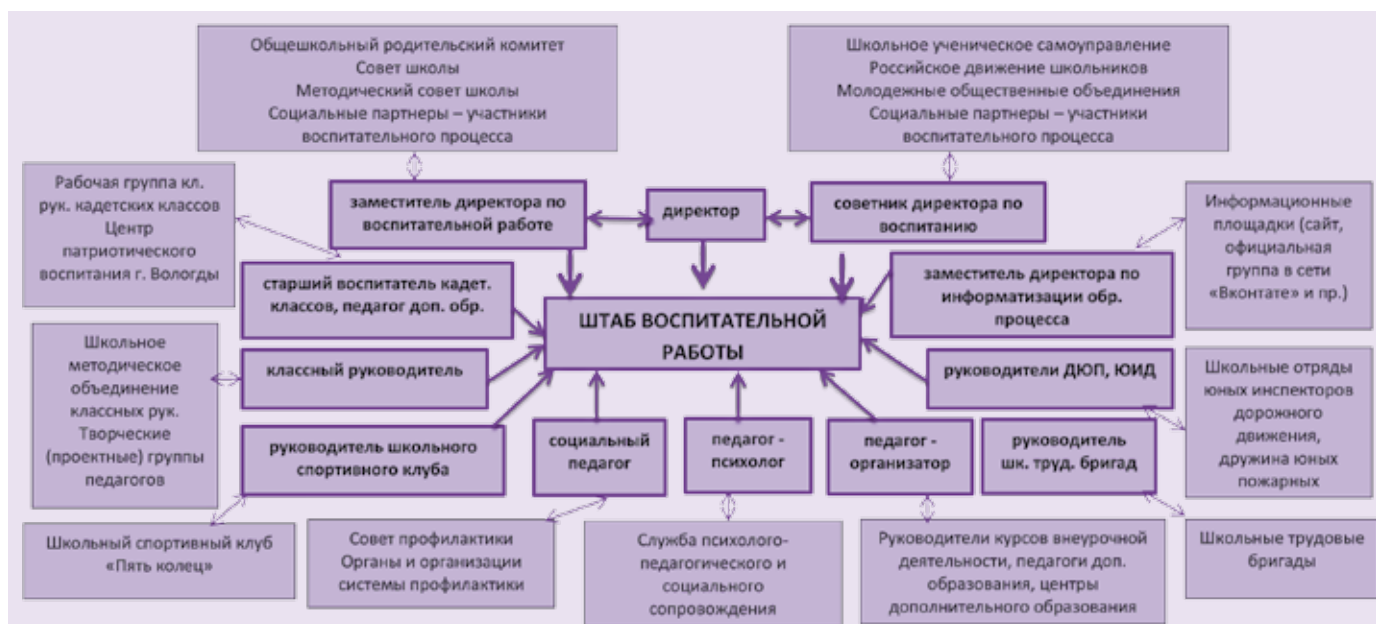 Общешкольный родительский комитет
Совет школы
Методический совет школы
Социальные партнеры – участники
воспитательного процесса
Школьное ученическое самоуправление
Российское движение школьников
Молодежные общественные объединения
Социальные партнеры – участники
воспитательного процесса
Рабочая группа кл.
рук. кадетских классов
Центр
патриотического
воспитания г. Вологды
заместитель директора по
воспитательной работе
директор
советник директора по
воспитанию
Информационные
площадки (сайт,
официальная
группа в сети
«Вконтате» и пр.)
старший воспитатель кадет.
классов, педагог доп. обр.
заместитель директора по
информатизации обр.
процесса
ШТАБ ВОСПИТАТЕЛЬНОЙ
РАБОТЫ
Школьное
методическое
объединение
классных рук.
Творческие
(проектные) группы
педагогов
классный руководитель
руководители ДЮП, ЮИД
Школьные отряды
юных инспекторов
дорожного
движения,
дружина юных
пожарных
руководитель школьного
спортивного клуба
социальный
педагог
педагог -
психолог
педагог -
организатор
руководитель
шк. труд. бригад
Школьный спортивный клуб
«Пять колец»
Совет профилактики
Органы и организации
системы профилактики
Служба психолого-
педагогического и
социального
сопровождения
Руководители курсов внеурочной
деятельности, педагоги доп.
образования, центры
дополнительного образования
Школьные трудовые
бригады